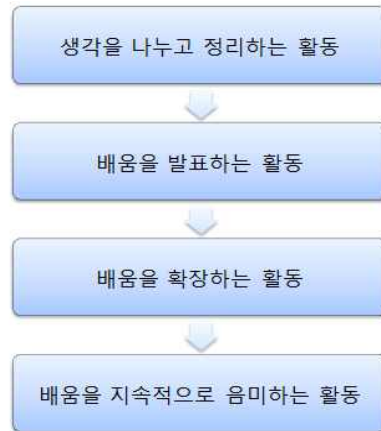 생각을 나누고 정리하는 활동
배움을 발표하는 활동
배움을 확장하는 활동
배움을 지속적으로 음미하는 활동